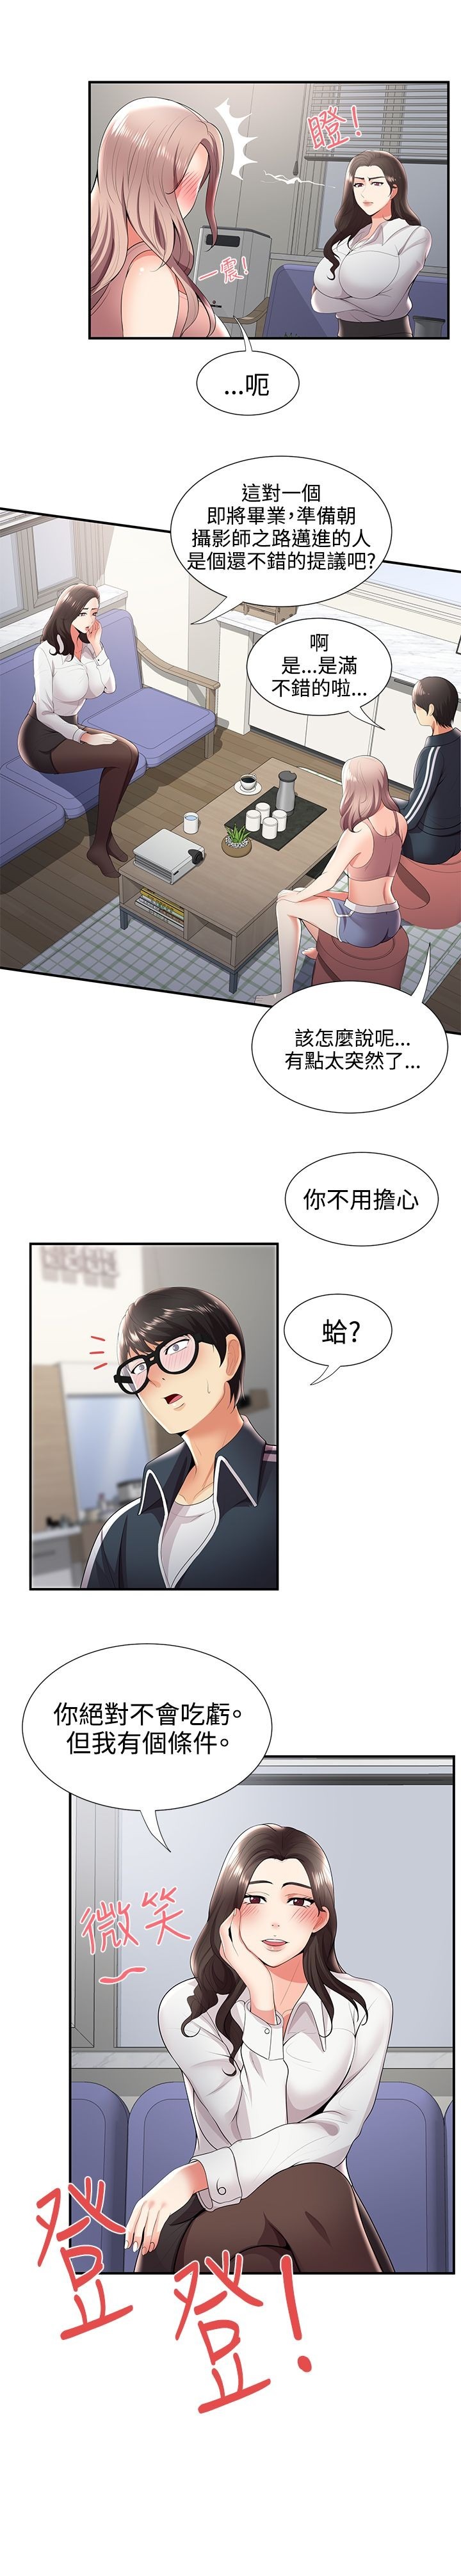 瞪!
一震!
...呃
這對一個
即將畢業，準備朝
攝影師之路邁進的人
是個還不錯的提議吧?
啊
是...是滿
不錯的啦...
該怎麼說呢...
有點太突然了...
你不用擔心
蛤?
你絕對不會吃虧。
但我有個條件。
微笑~
登
登!